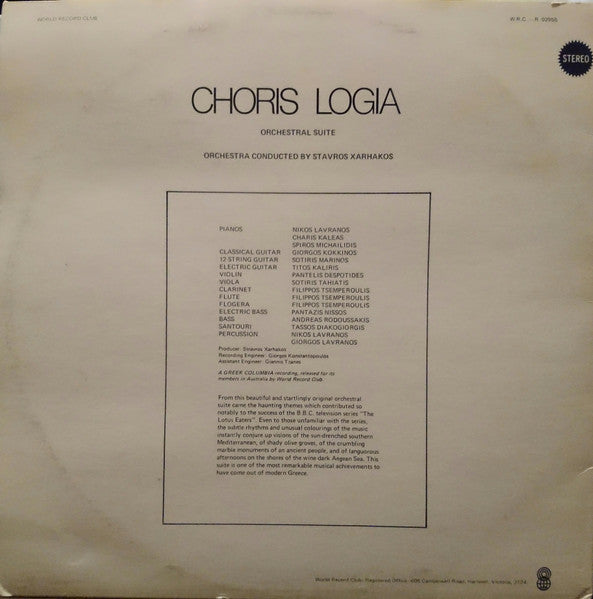 WORLD RECORD CLUB
W.R.C. .. R 02955
STEREO
CHORIS LOGIA
ORCHESTRAL SUITE
ORCHESTRA CONDUCTED BY STAVROS XARHAKOS
PIANOS NIKOS LAVRANOS
CHARIS KALEAS
SPIROS MICHAILIDIS
CLASSICAL GUITAR GIORGOS KOKKINOS
12 STRING GUITAR SOTIRIS MARINOS
ELECTRIC GUITAR TITOS KALIRIS
VIOLIN PANTELIS DESPOTIDES
VIOLA SOTIRIS TAHIATIS
CLARINET FILIPPOS TSEMPEROULIS
FLUTE FILIPPOS TSEMPEROULIS
FLOGERA FILIPPOS TSEMPEROULIS
ELECTRIC BASS PANTAZIS NISSOS
BASS ANDREAS RODOUSSAKIS
SANTOURI TASSOS DIAKOGIORGIS
PERCUSSION NIKOS LAVRANOS
GIORGOS LAVRANOS
Producer: Stravros Xarhakos
Recording Engineer: Giorgos Konstantopoulos
Assistant Engineer: Giannis Tzanes
A GREEK COLUMBIA recording, released for its
members in Australia by World Record Club.
From this beautiful and startlingly original orchestral
suite came the haunting themes which contributed so
notably to the success of the B.B.C. television series "The
Lotus Eaters". Even to those unfamiliar with the series,
the subtle rhythms and unusual colourings of the music
instantly conjure up visions of the sun-drenched southern
Mediterranean, of shady olive groves, of the crumbling
marble monuments of an ancient people, and of languorous
afternoons on the shores of the wine-dark Aegean Sea. This
suite is one of the most remarkable musical achievements to
have come out of modern Greece.
World Record Club: Registered Office: 605 Camberwell Road, Hartwell, Victoria, 3124.